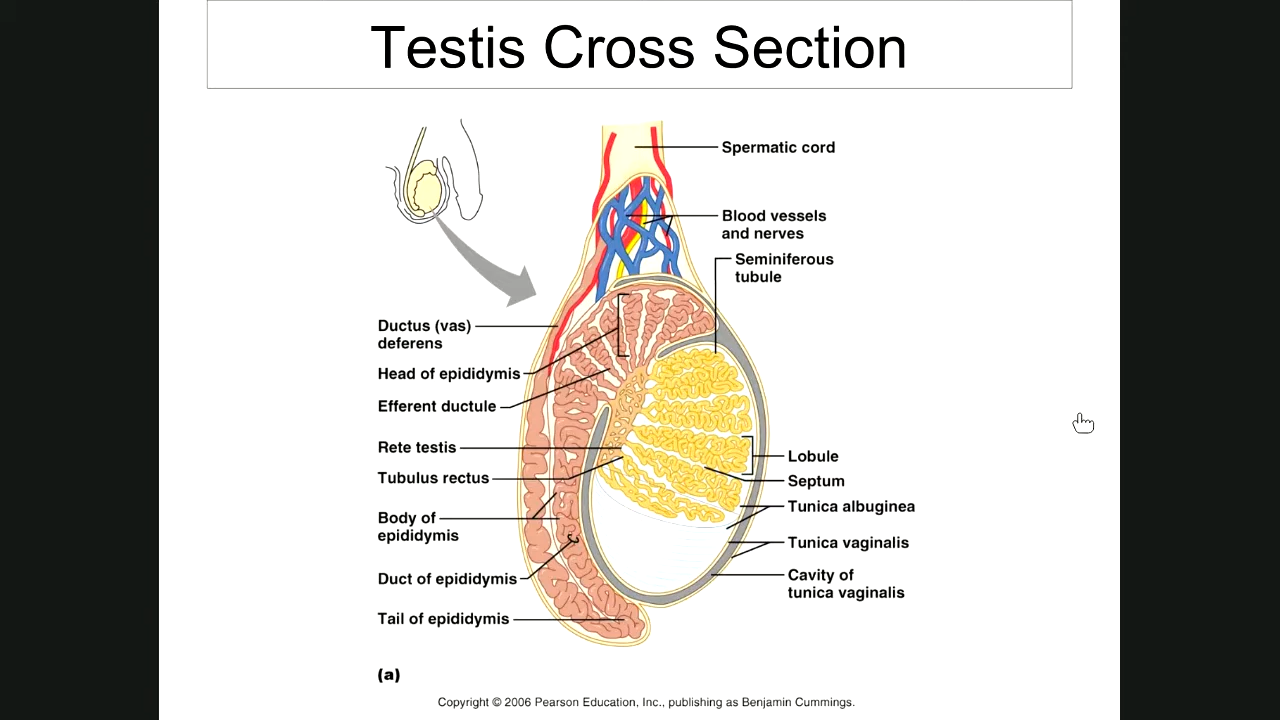 Testis Cross Section
Spermatic cord
Blood vessels
and nerves
Seminiferous
tubule
Ductus (vas)
deferens
Head of epididymis
Efferent ductule
Rete testis
Tubulus rectus
Body of
epididymis
Duct of epididymis
Tail of epididymis
Lobule
Septum
Tunica albuginea
Tunica vaginalis
Cavity of
tunica vaginalis
(a)
Copyright © 2006 Pearson Education, Inc., publishing as Benjamin Cummings.